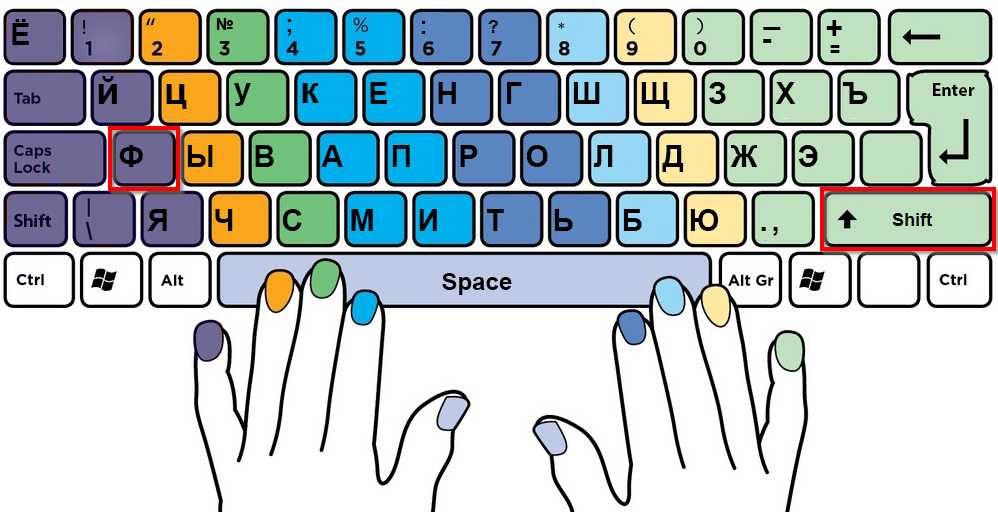 Ё ! 1 “ 2 № 3 ; 4 % 5 : 6 ? 7 * 8 ( 9 ) 0 — - + =
Tab Й Ц У К Е Н Г Ш Щ З Х Ъ Enter
Caps Lock Ф Ы В А П Р О Л Д Ж Э
Shift | \ Я Ч С М И Т Ь Б Ю . , Shift
Ctrl Alt Space Alt Gr Ctrl